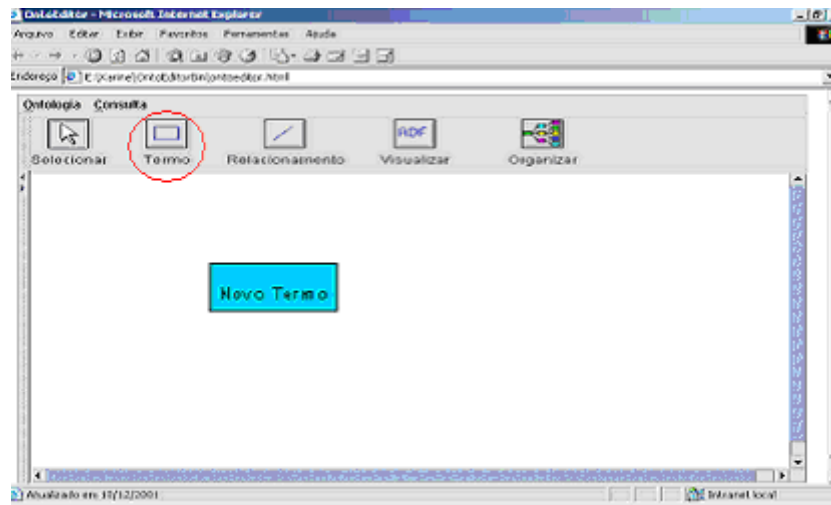 OntoEditor - Microsoft Internet Explorer
Arquivo Editar Exibir Favoritos Ferramentas Ajuda
Endereço
Ontologia Consulta
RDF
Selecionar Termo Relacionamento Visualizar Organizar
Novo Termo
Atualizado em 10/12/2001 Intranet local